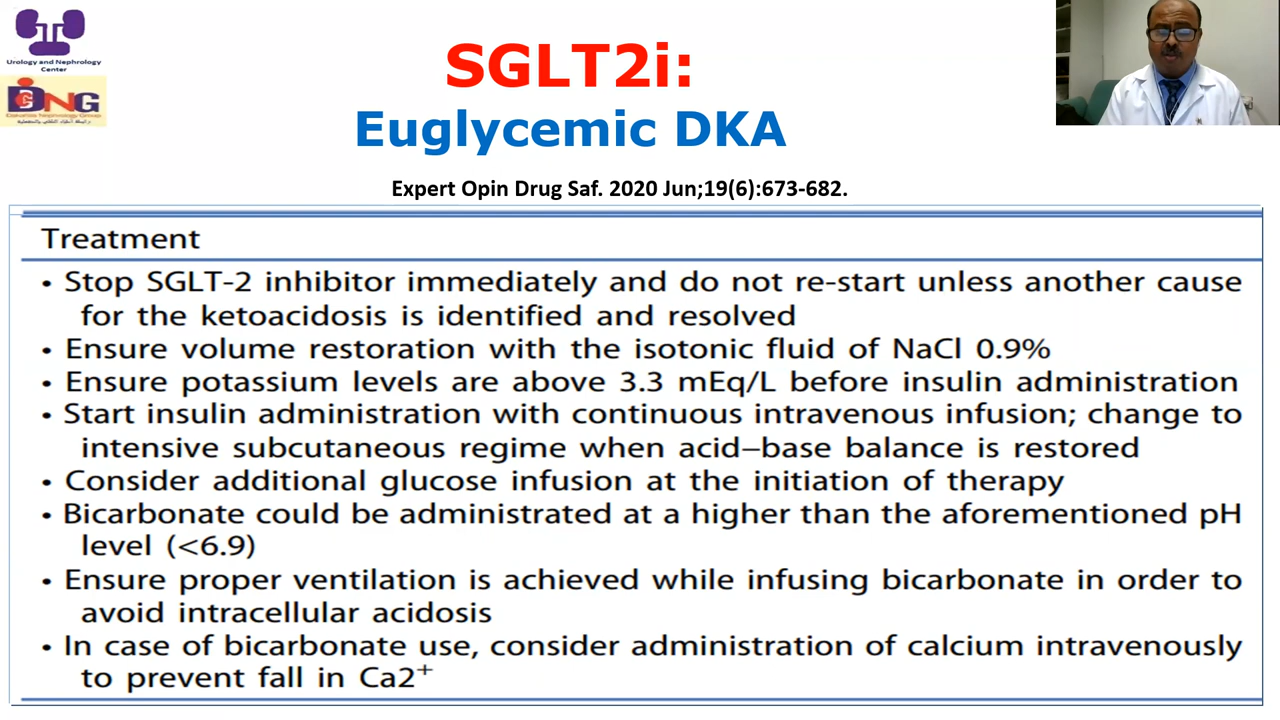 Urology and Nephrology
Center
DNG
SGLT2i:
Euglycemic DKA
Expert Opin Drug Saf. 2020 Jun;19(6):673-682.
Treatment
• Stop SGLT-2 inhibitor immediately and do not re-start unless another cause
for the ketoacidosis is identified and resolved
• Ensure volume restoration with the isotonic fluid of NaCl 0.9%
• Ensure potassium levels are above 3.3 mEq/L before insulin administration
• Start insulin administration with continuous intravenous infusion; change to
intensive subcutaneous regime when acid–base balance is restored
• Consider additional glucose infusion at the initiation of therapy
• Bicarbonate could be administrated at a higher than the aforementioned pH
level (<6.9)
• Ensure proper ventilation is achieved while infusing bicarbonate in order to
avoid intracellular acidosis
• In case of bicarbonate use, consider administration of calcium intravenously
to prevent fall in Ca2⁺